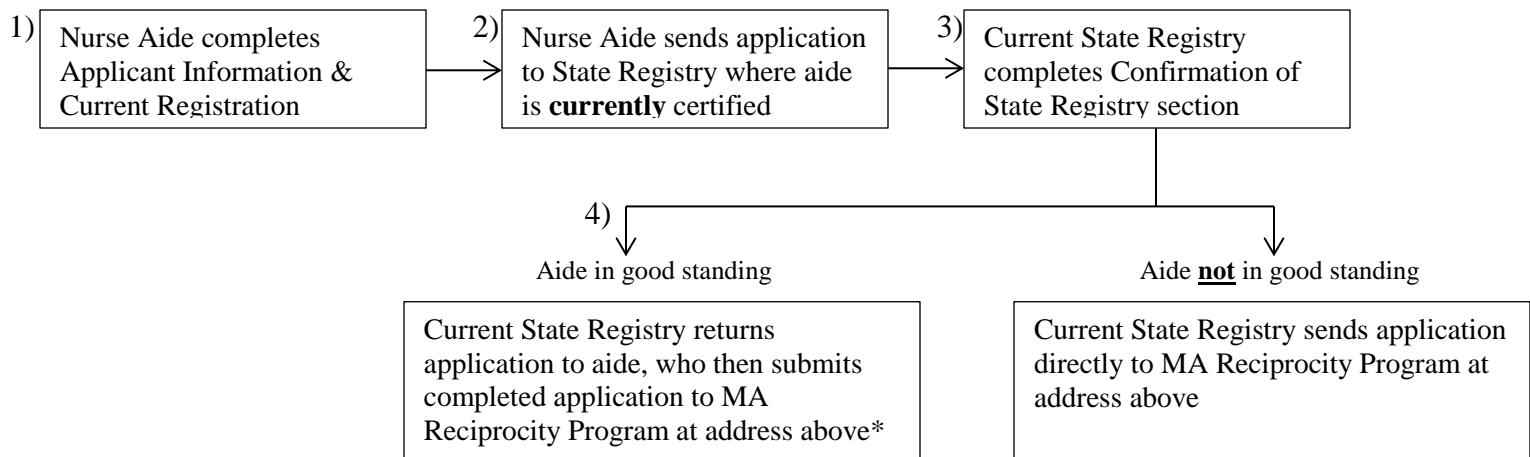 1)
Nurse Aide completes
Applicant Information &
Current Registration
2)
Nurse Aide sends application
to State Registry where aide
is currently certified
3)
Current State Registry
completes Confirmation of
State Registry section
4)
Aide in good standing
Current State Registry returns
application to aide, who then submits
completed application to MA
Reciprocity Program at address above*
Aide not in good standing
Current State Registry sends application
directly to MA Reciprocity Program at
address above